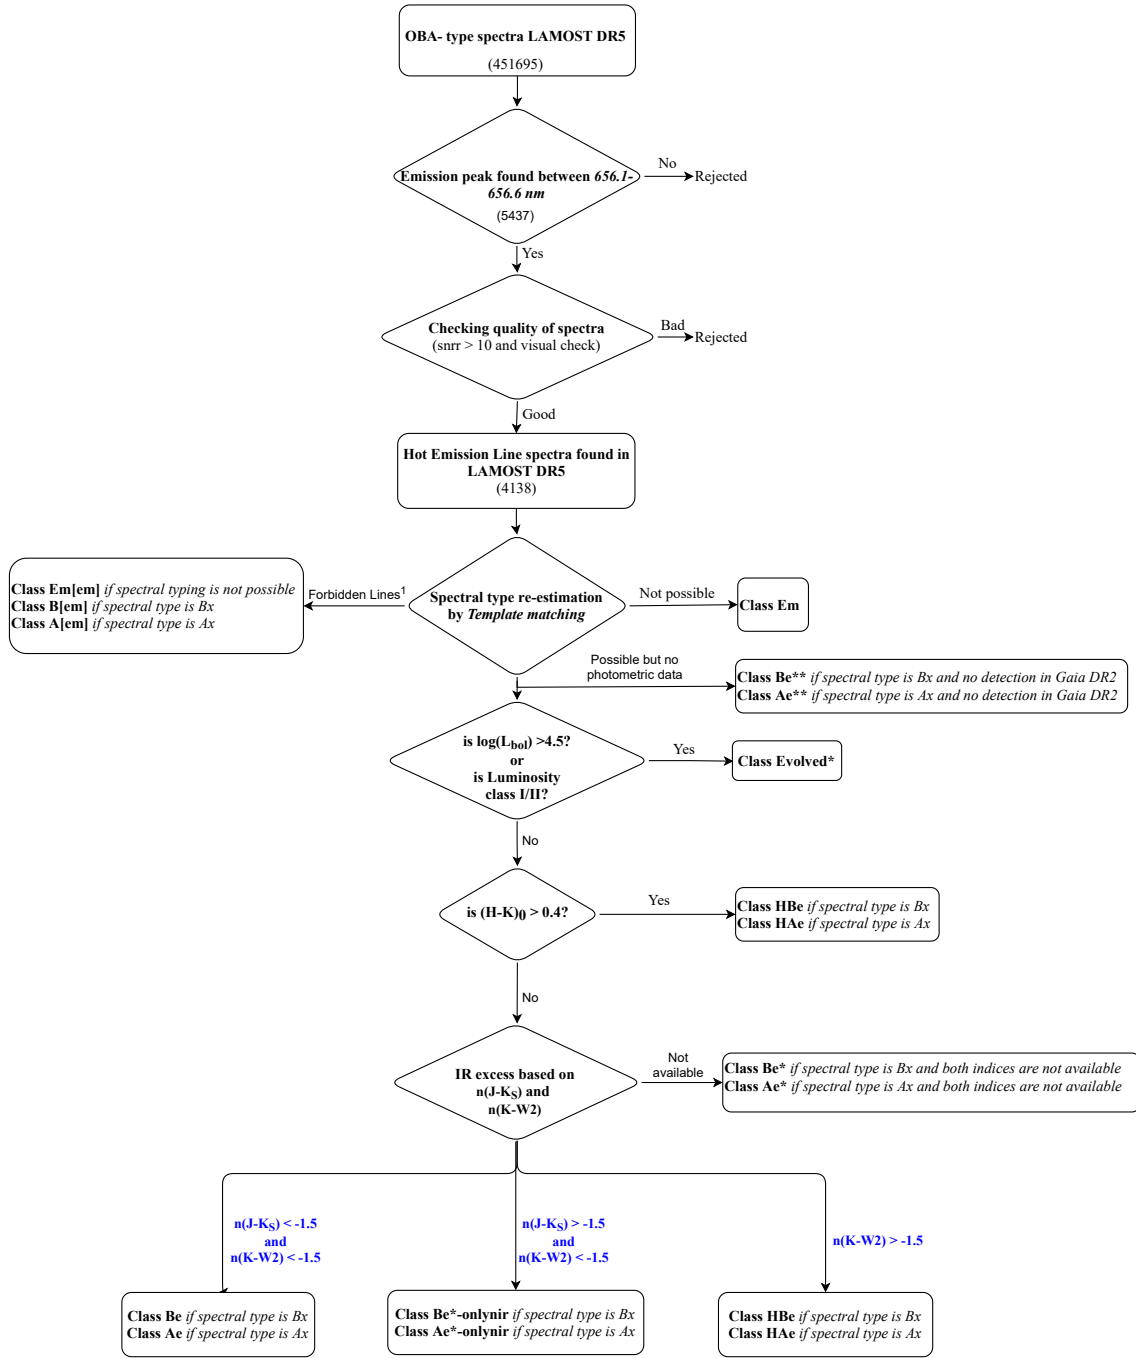 OBA- type spectra LAMOST DR5
(451695)
Emission peak found between 656.1-
656.6 nm
(5437)
No
Rejected
Yes
Checking quality of spectra
(snrr > 10 and visual check)
Bad
Rejected
Good
Hot Emission Line spectra found in
LAMOST DR5
(4138)
Class Em[em] if spectral typing is not possible
Class B[em] if spectral type is Bx
Class A[em] if spectral type is Ax
Forbidden Lines1
Spectral type re-estimation
by Template matching
Not possible
Class Em
Possible but no
photometric data
Class Be** if spectral type is Bx and no detection in Gaia DR2
Class Ae** if spectral type is Ax and no detection in Gaia DR2
is log(Lbol) >4.5?
or
is Luminosity
class I/II?
Yes
Class Evolved*
No
is (H-K)0 > 0.4?
Yes
Class HBe if spectral type is Bx
Class HAe if spectral type is Ax
No
IR excess based on
n(J-KS) and
n(K-W2)
Not
available
Class Be* if spectral type is Bx and both indices are not available
Class Ae* if spectral type is Ax and both indices are not available
n(J-KS) < -1.5
and
n(K-W2) < -1.5
n(J-KS) > -1.5
and
n(K-W2) < -1.5
n(K-W2) > -1.5
Class Be if spectral type is Bx
Class Ae if spectral type is Ax
Class Be*-onlynir if spectral type is Bx
Class Ae*-onlynir if spectral type is Ax
Class HBe if spectral type is Bx
Class HAe if spectral type is Ax